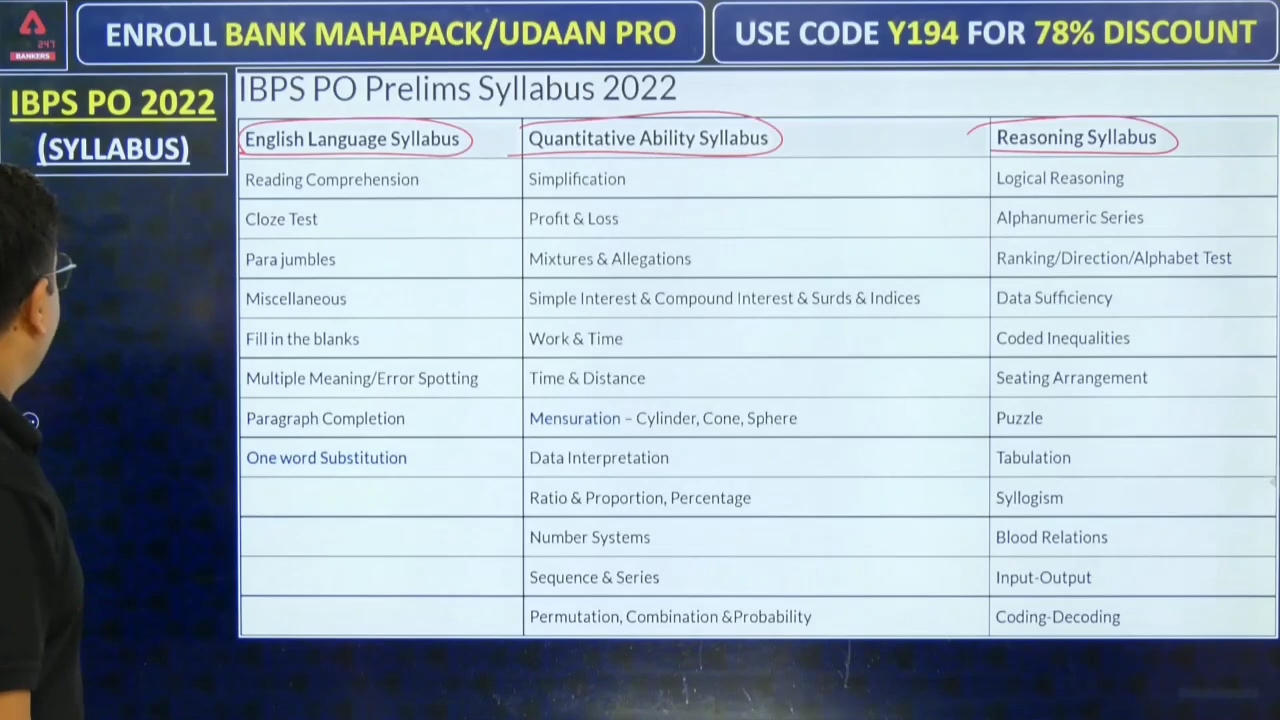 ENROLL BANK MAHAPACK/UDAAN PRO
USE CODE Y194 FOR 78% DISCOUNT
247
BANKERS
IBPS PO 2022
(SYLLABUS)
IBPS PO Prelims Syllabus 2022
English Language Syllabus Quantitative Ability Syllabus Reasoning Syllabus
Reading Comprehension Simplification Logical Reasoning
Cloze Test Profit & Loss Alphanumeric Series
Para jumbles Mixtures & Allegations Ranking/Direction/Alphabet Test
Miscellaneous Simple Interest & Compound Interest & Surds & Indices Data Sufficiency
Fill in the blanks Work & Time Coded Inequalities
Multiple Meaning/Error Spotting Time & Distance Seating Arrangement
Paragraph Completion Mensuration – Cylinder, Cone, Sphere Puzzle
One word Substitution Data Interpretation Tabulation
Ratio & Proportion, Percentage Syllogism
Number Systems Blood Relations
Sequence & Series Input-Output
Permutation, Combination &Probability Coding-Decoding